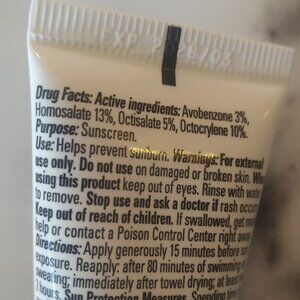 EXP 2028/03
Drug Facts: Active ingredients: Avobenzone 3%,
Homosalate 13%, Octisalate 5%, Octocrylene 10%.
Purpose: Sunscreen.
Use: Helps prevent sunburn. Warnings: For external
use only. Do not use on damaged or broken skin. When
using this product keep out of eyes. Rinse with water
to remove. Stop use and ask a doctor if rash occurs.
Keep out of reach of children. If swallowed, get
help or contact a Poison Control Center right away.
Directions: Apply generously 15 minutes before sun
exposure. Reapply: after 80 minutes of swimming or
sweating; immediately after towel drying; at least
2 hours. Sun Protection Measures. Spending